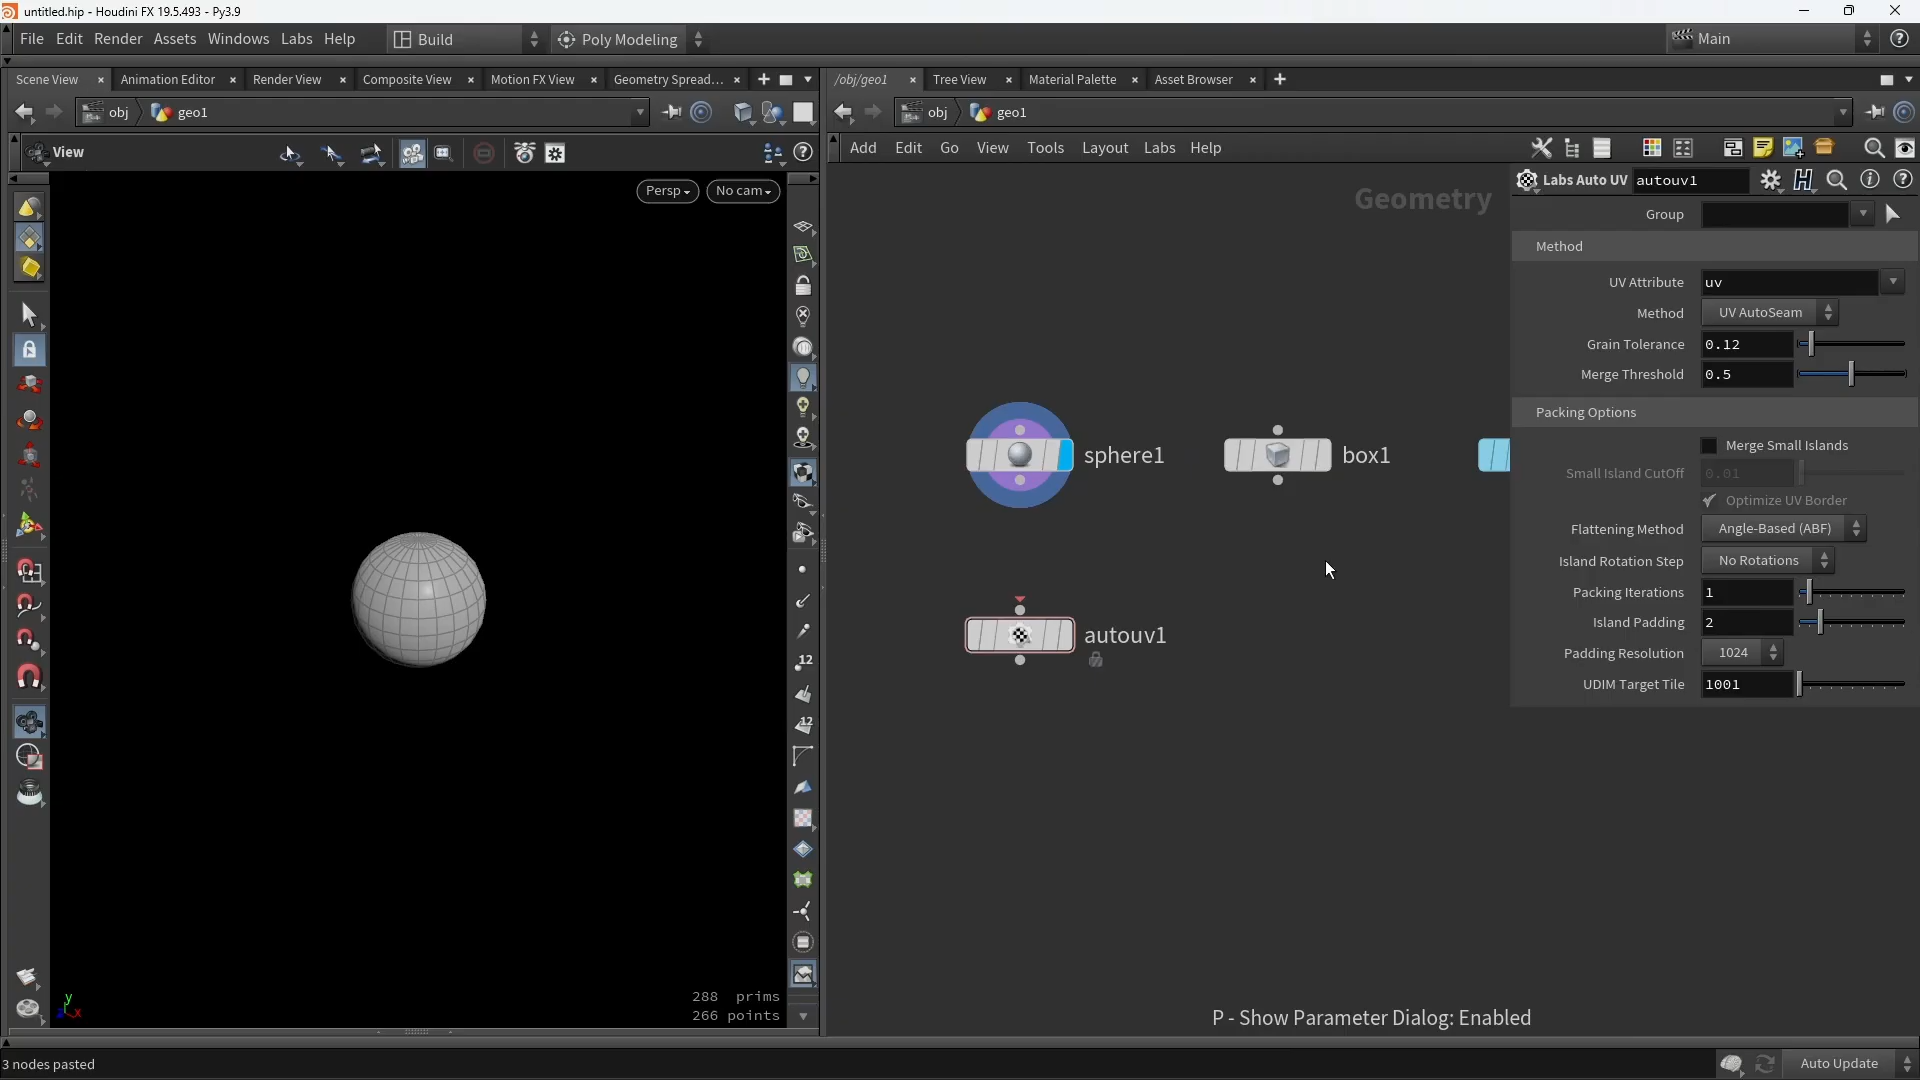 untitled.hip - Houdini FX 19.5.493 - Py3.9
File Edit Render Assets Windows Labs Help Build Poly Modeling Main
Scene View Animation Editor Render View Composite View Motion FX View Geometry Spread...
/obj/geo1 Tree View Material Palette Asset Browser
obj geo1
obj geo1
View
Add Edit Go View Tools Layout Labs Help
Persp No cam
Geometry
Labs Auto UV autouv1
Group
Method
UV Attribute uv
Method UV AutoSeam
Grain Tolerance 0.12
Merge Threshold 0.5
Packing Options
Merge Small Islands
Small Island CutOff 0.01
Optimize UV Border
Flattening Method Angle-Based (ABF)
Island Rotation Step No Rotations
Packing Iterations 1
Island Padding 2
Padding Resolution 1024
UDIM Target Tile 1001
sphere1 box1
autouv1
12
12
y
z x
288 prims
266 points
P - Show Parameter Dialog: Enabled
3 nodes pasted
Auto Update